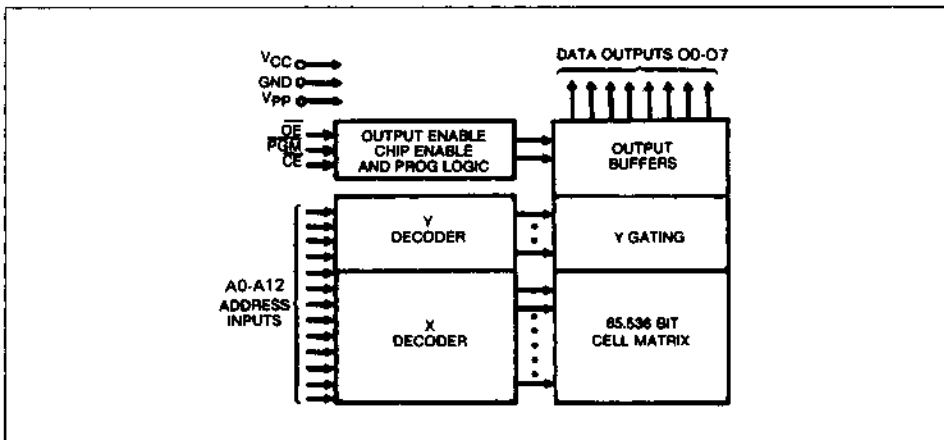 VCC
GND
VPP
OE
PGM
CE
OUTPUT ENABLE
CHIP ENABLE
AND PROG LOGIC
DATA OUTPUTS O0-O7
OUTPUT
BUFFERS
Y
DECODER
Y GATING
A0-A12
ADDRESS
INPUTS
X
DECODER
65.536 BIT
CELL MATRIX